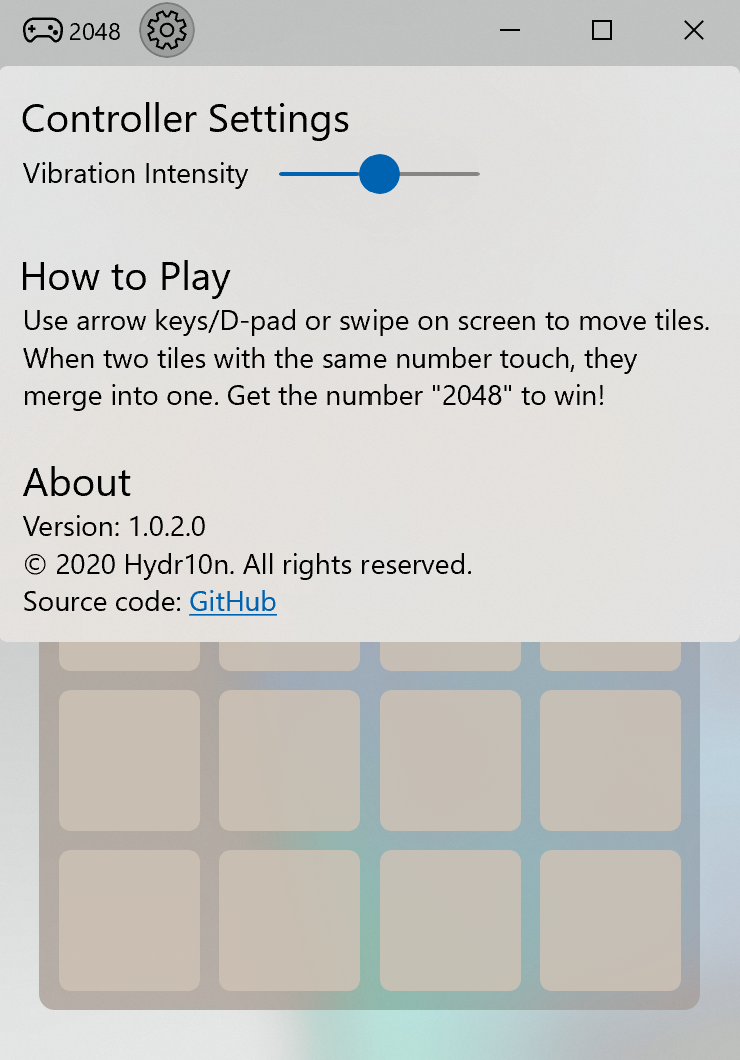 2048
Controller Settings
Vibration Intensity
How to Play
Use arrow keys/D-pad or swipe on screen to move tiles.
When two tiles with the same number touch, they
merge into one. Get the number "2048" to win!
About
Version: 1.0.2.0
© 2020 Hydr10n. All rights reserved.
Source code: GitHub